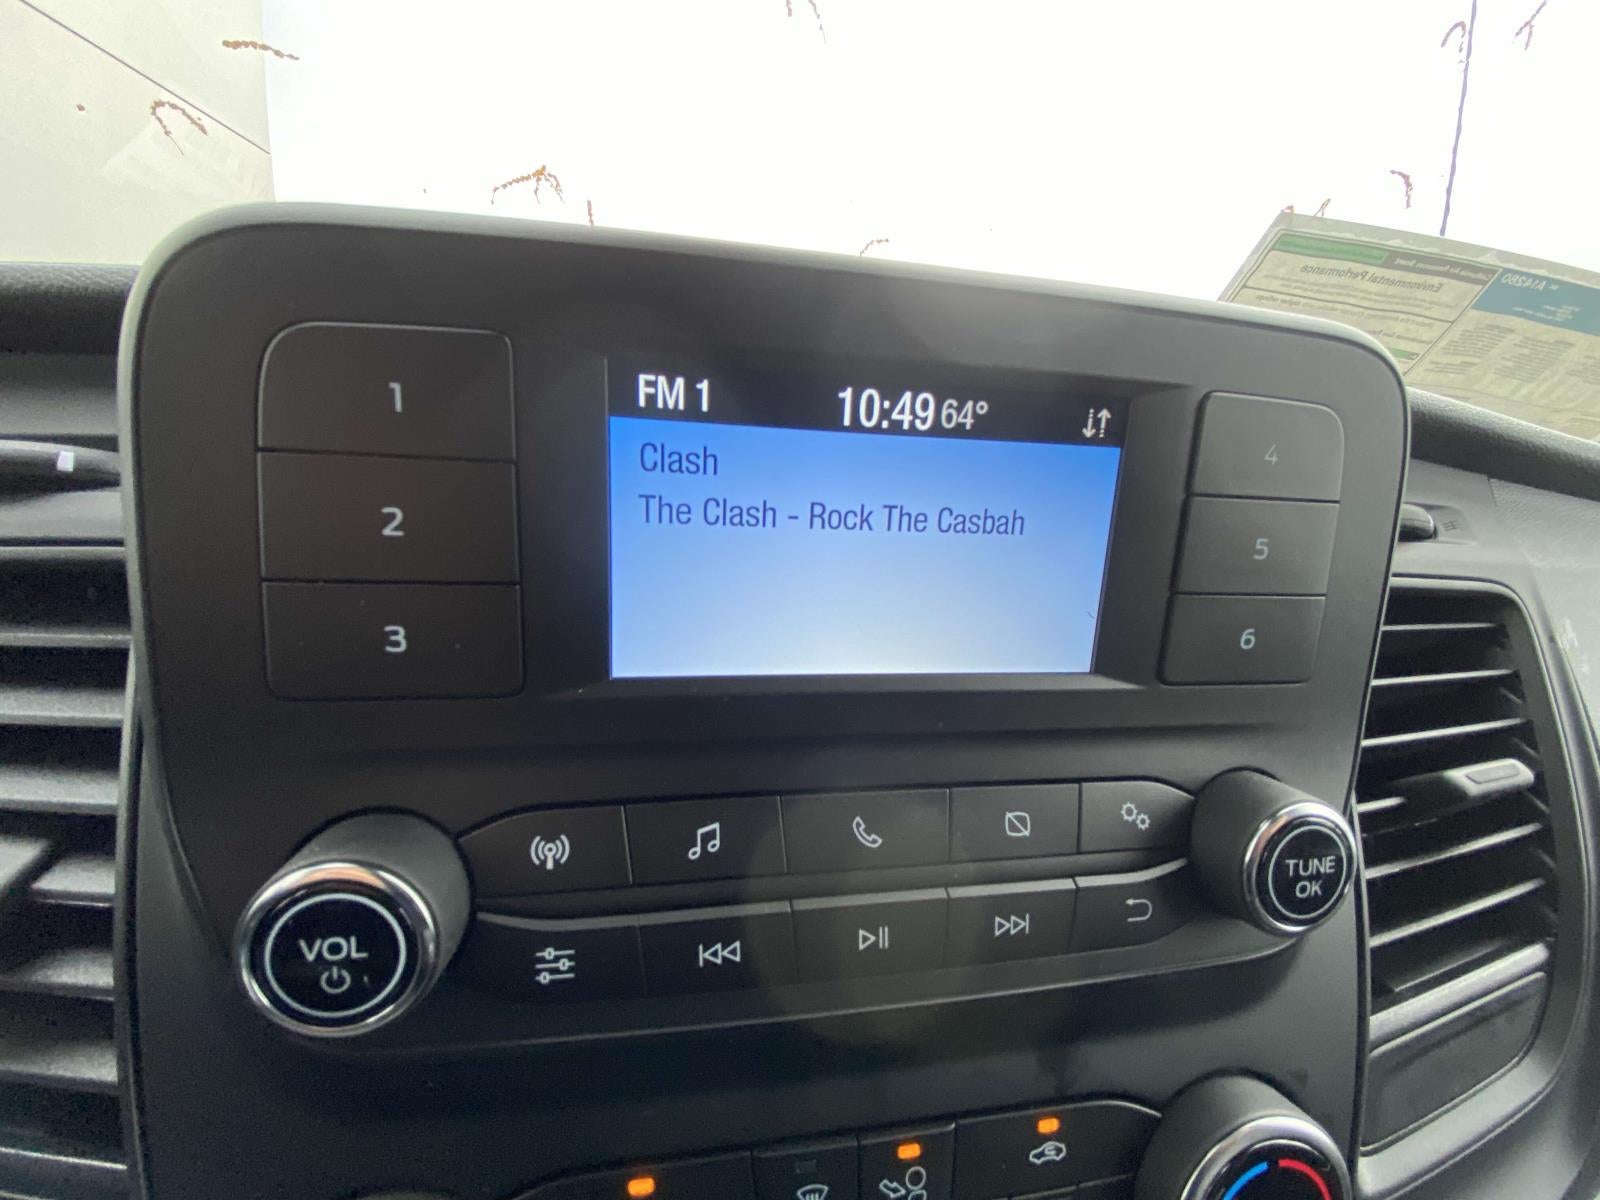 FM 1 10:49 64°
Clash
The Clash - Rock The Casbah
1
2
3
4
5
6
VOL
TUNE
OK
Environmental Performance
A14280